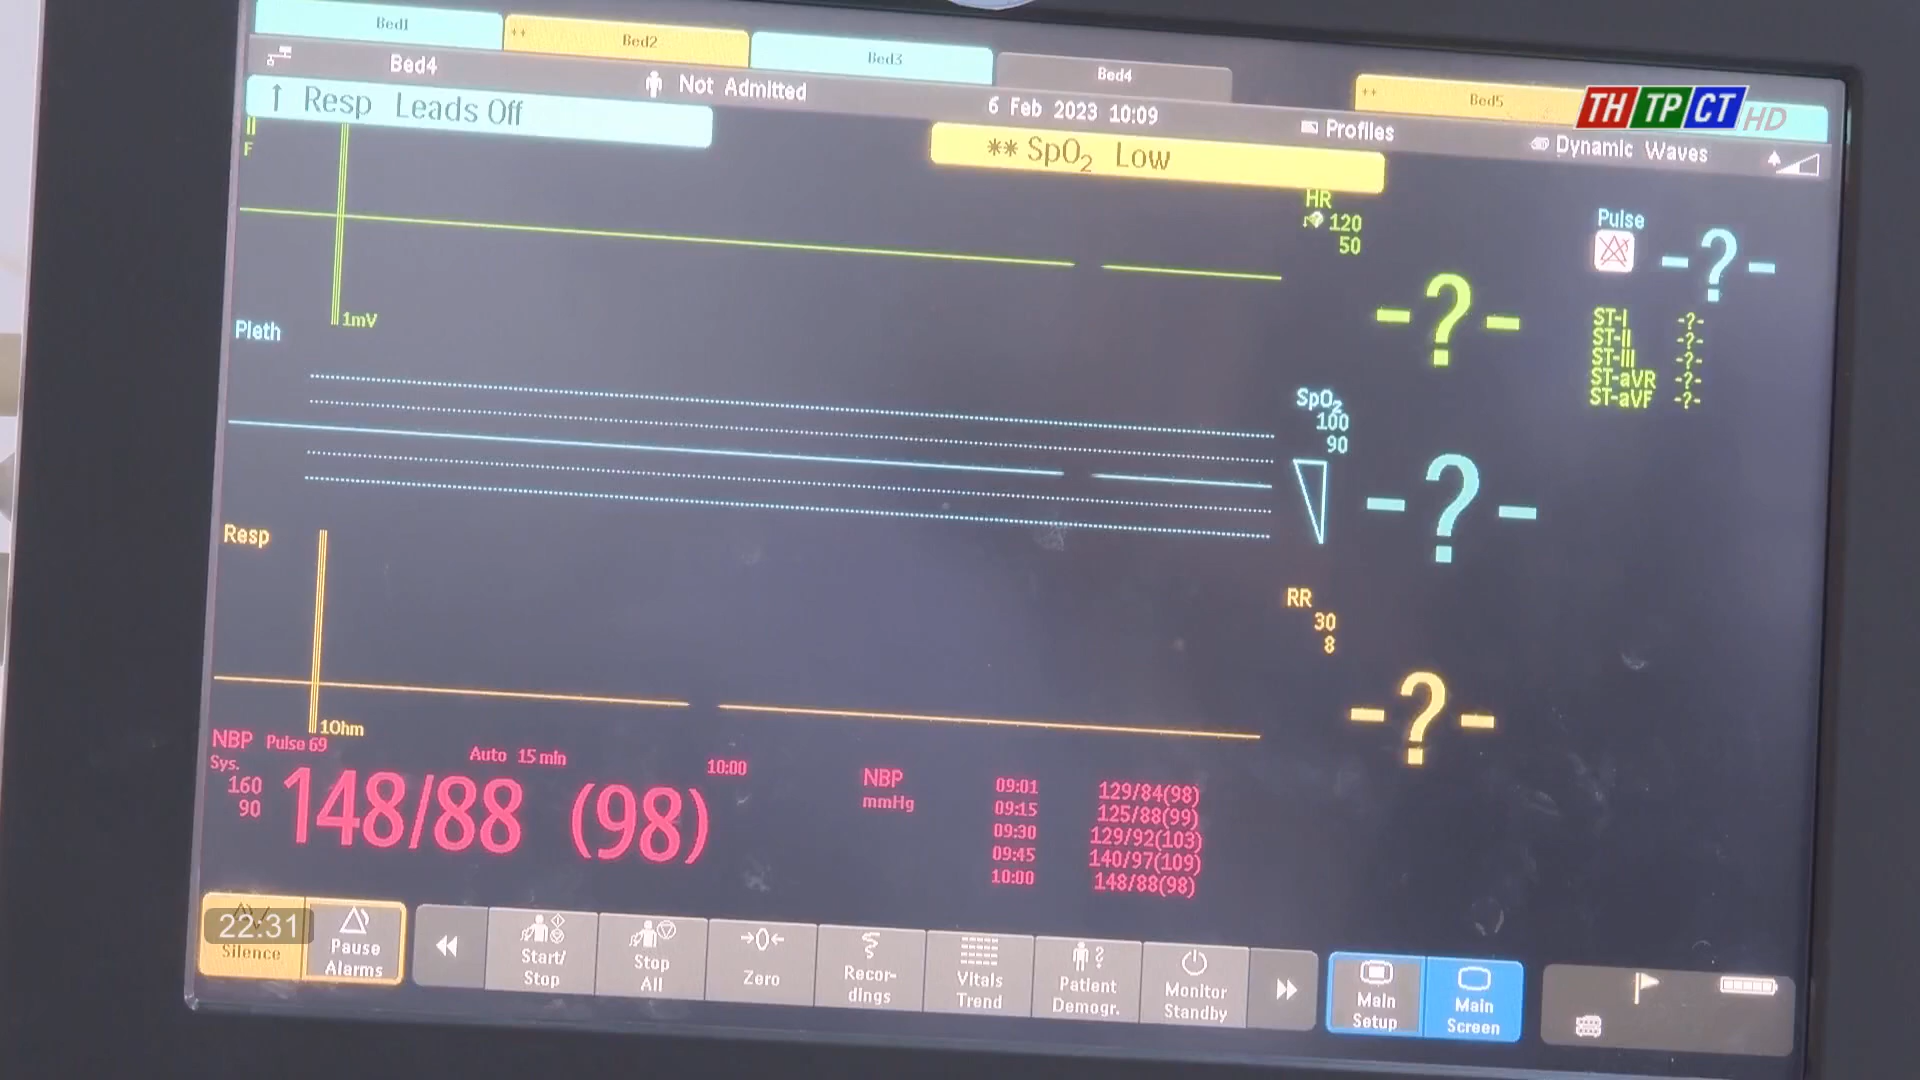 Bed1
++ Bed2
Bed3
Bed4
++ Bed5
TH TP CT HD
Bed4
Not Admitted
6 Feb 2023 10:09
Profiles
Dynamic Waves
↑ Resp Leads Off
** SpO₂ Low
II
F
1mV
HR
120
50
-?-
Pulse
-?-
ST-I -?-
ST-II -?-
ST-III -?-
ST-aVR -?-
ST-aVF -?-
Pleth
SpO₂
100
90
-?-
Resp
1Ohm
RR
30
8
-?-
NBP Pulse 69 Auto 15 min 10:00
Sys.
160
90
148/88 (98)
NBP
mmHg
09:01 129/84(98)
09:15 125/88(99)
09:30 129/92(103)
09:45 140/97(109)
10:00 148/88(98)
22:31
Silence
Pause
Alarms
Start/
Stop
Stop
All
→0←
Zero
Recor-
dings
Vitals
Trend
Patient
Demogr.
Monitor
Standby
Main
Setup
Main
Screen